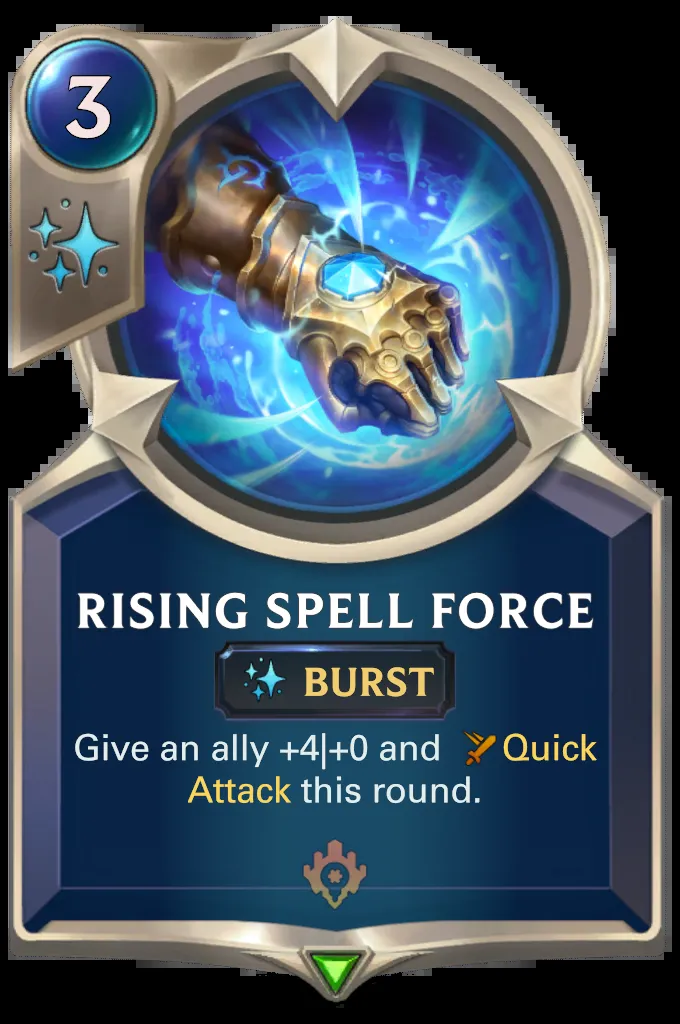 3
RISING SPELL FORCE
BURST
Give an ally +4|+0 and Quick
Attack this round.